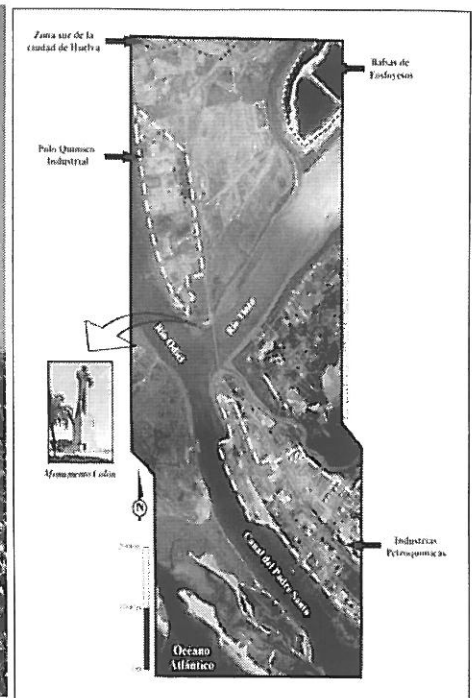 Zona sur de la
ciudad de Huelva
Balsas de
Fosfoyesos
Polo Químico
Industrial
Río Tinto
Río Odiel
Monumento Colón
Canal del Padre Santo
Industrias
Petroquímicas
Océano
Atlántico